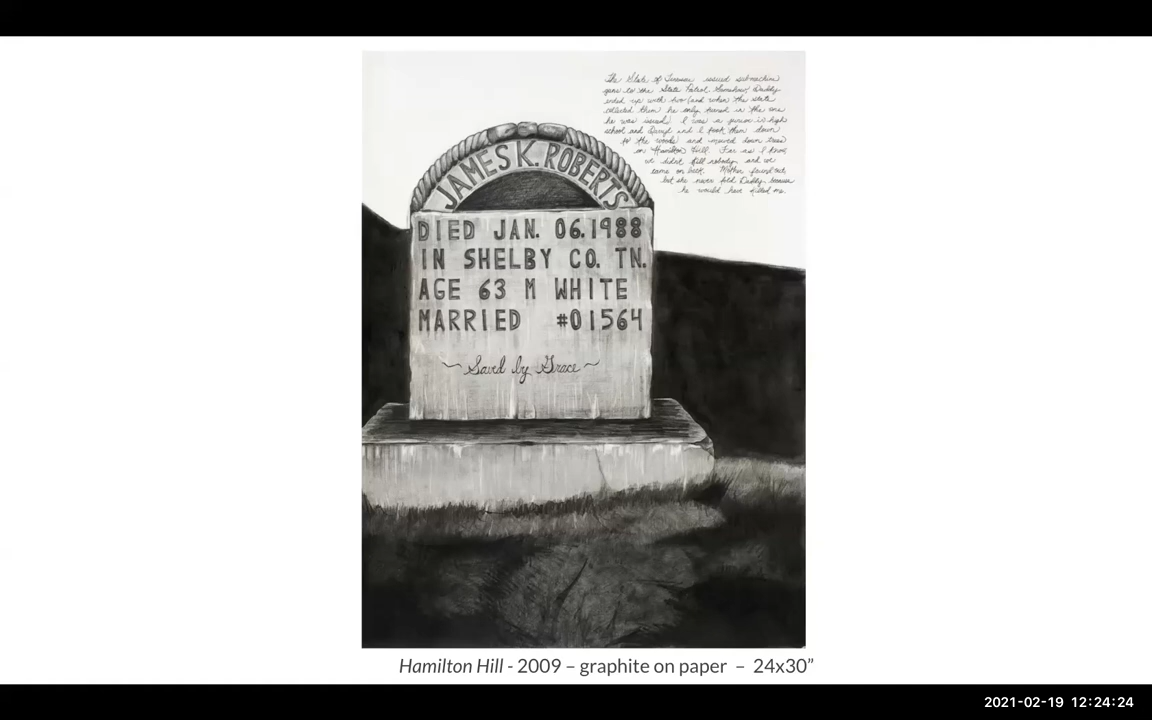 The State of Tennessee issued submachine
guns to the State Patrol. Somehow, Daddy
ended up with two (and when the state
collected them he only turned in the one
he was issued). I was a junior in high
school and Daryl and I took them down
to the woods and mowed down trees
on Hamilton Hill. Far as I know
we didn't kill nobody and we
came on back. Mother found out,
but she never told Daddy because
he would have killed me.
JAMES K. ROBERTS
DIED JAN. 06.1988
IN SHELBY CO. TN.
AGE 63 M WHITE
MARRIED #01564
~Saved by Grace~
Hamilton Hill - 2009 – graphite on paper – 24x30”
2021-02-19 12:24:24